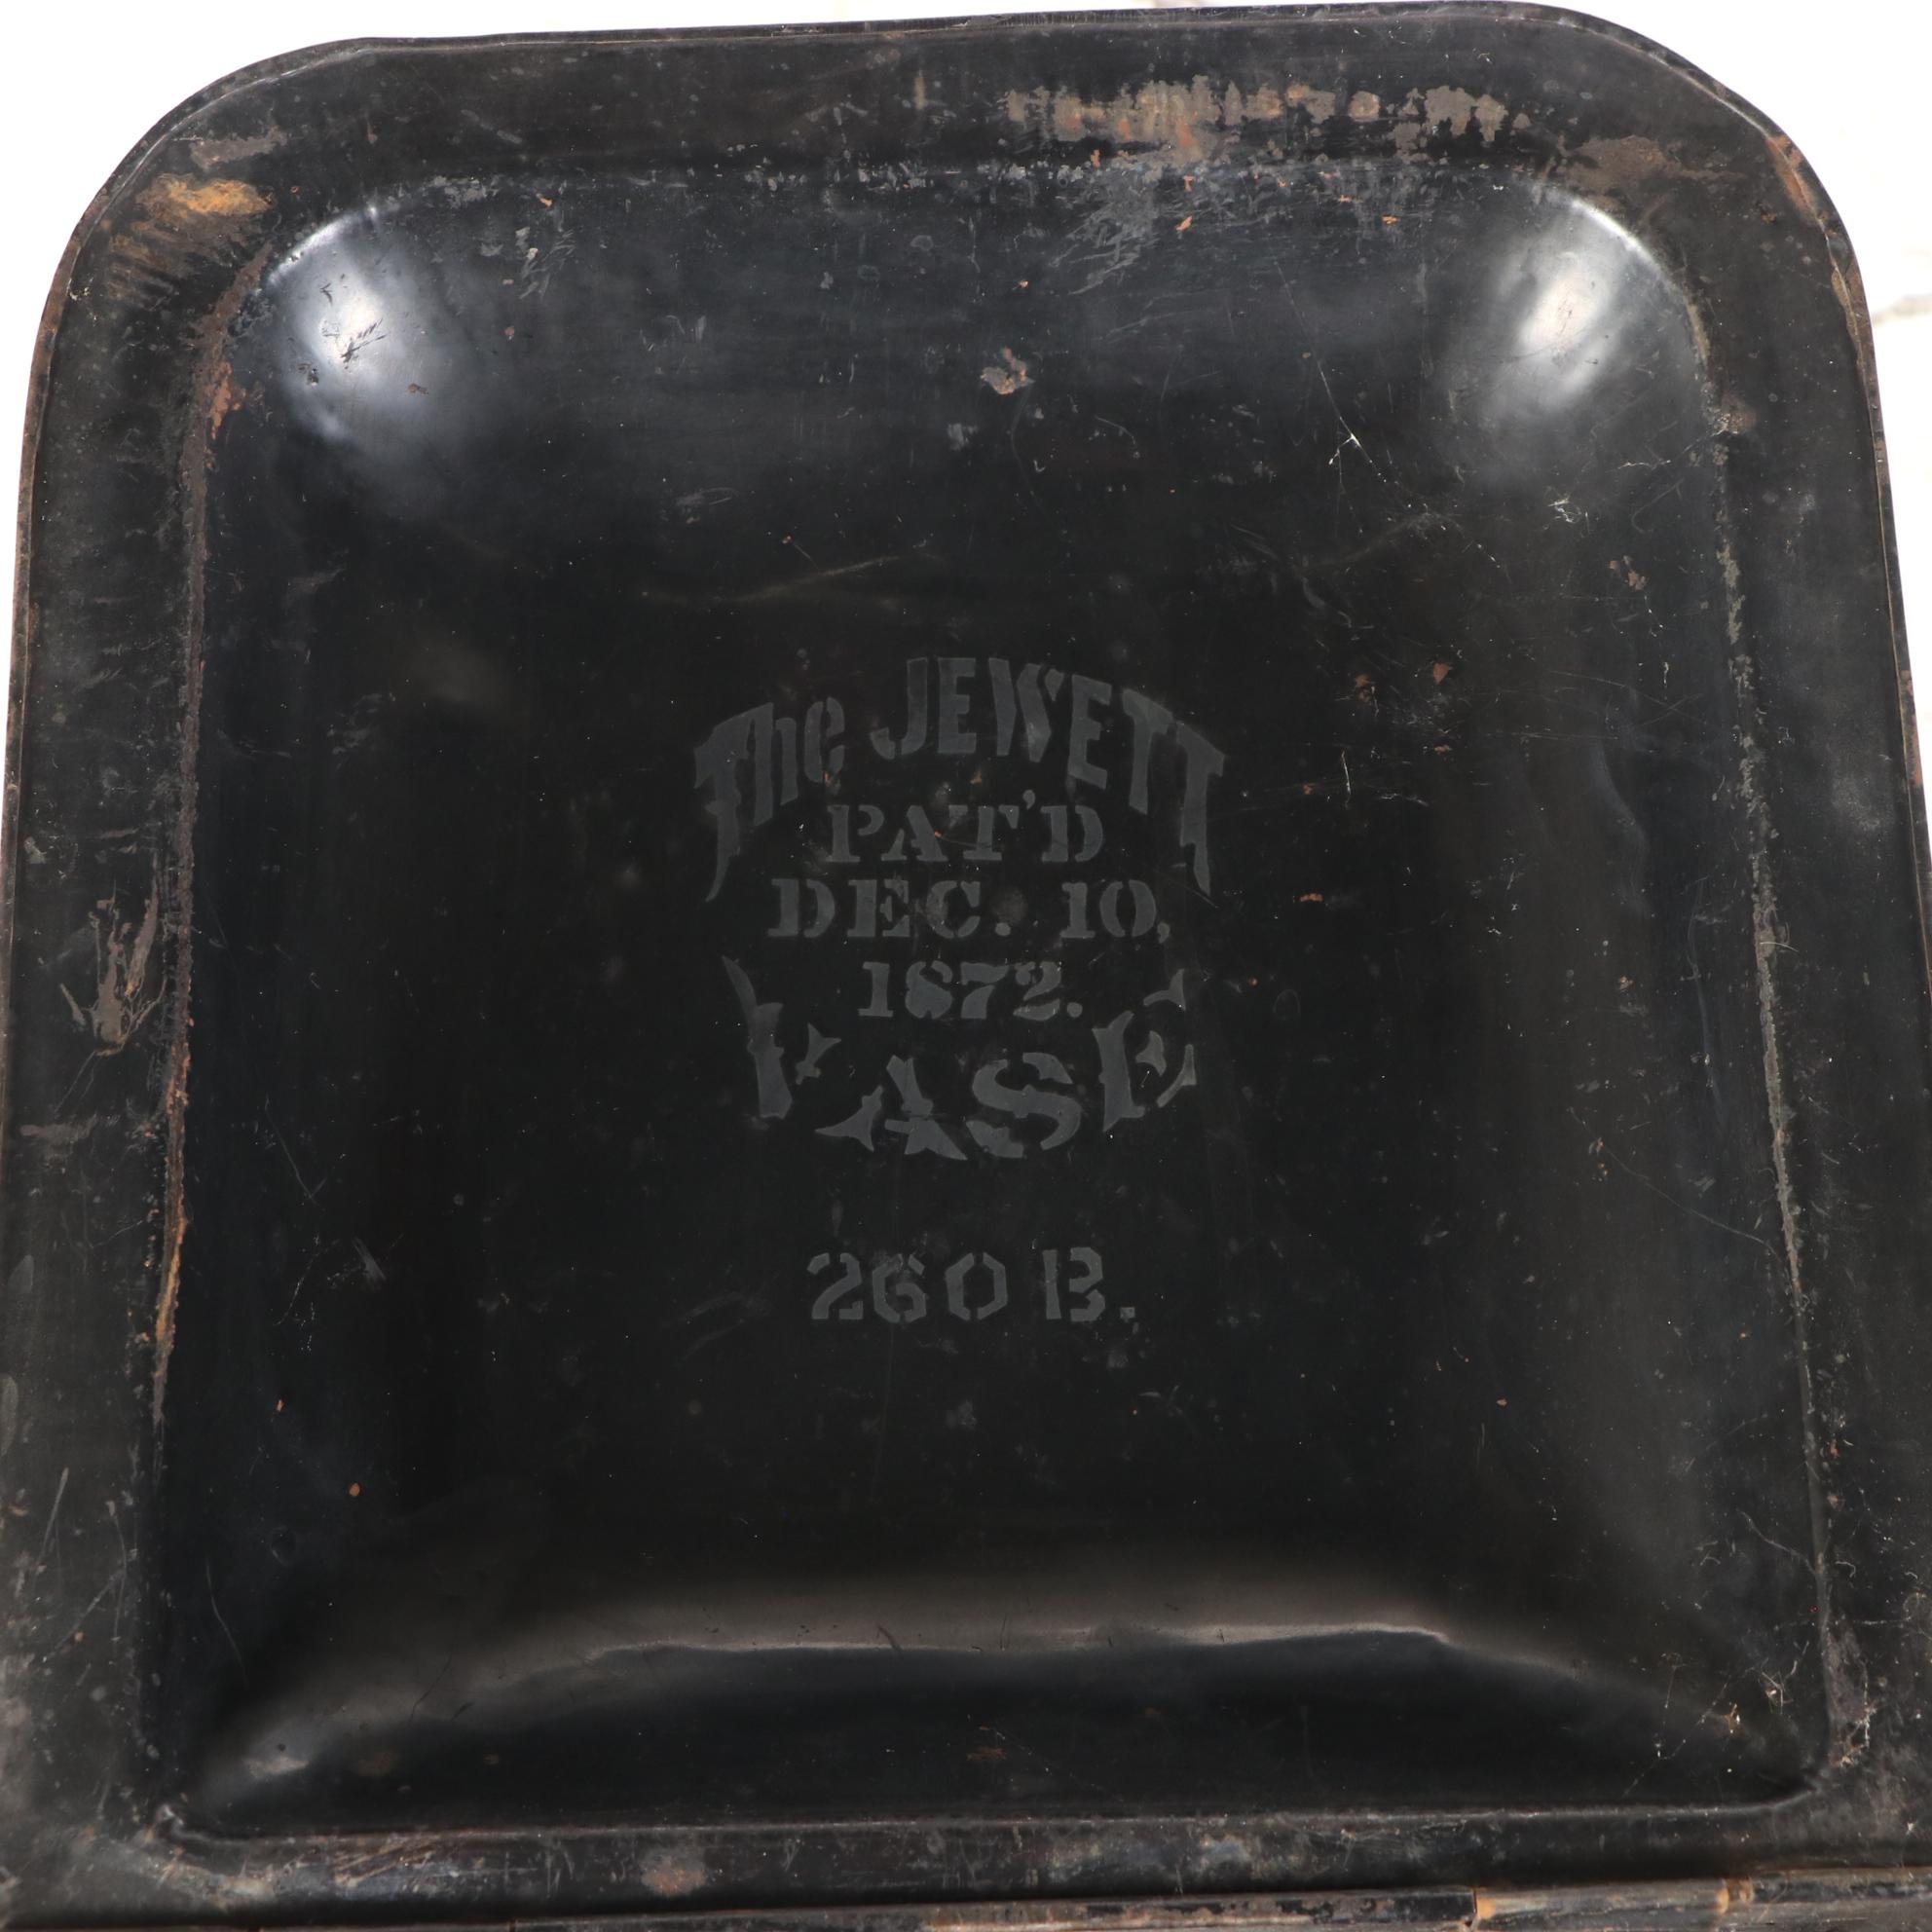 The JEWETT
PAT'D
DEC. 10,
1872.
VASE
260 B.